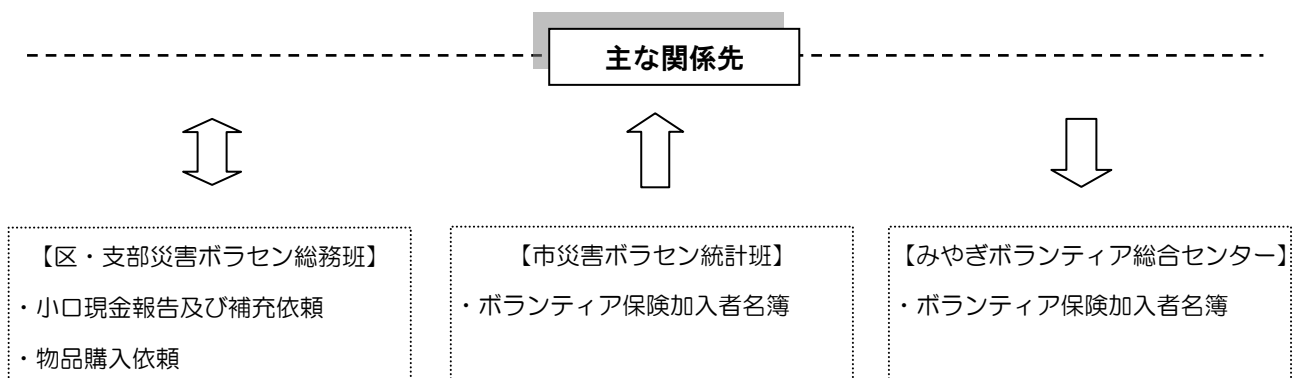 主な関係先
【区・支部災害ボラセン総務班】
・小口現金報告及び補充依頼
・物品購入依頼
【市災害ボラセン統計班】
・ボランティア保険加入者名簿
【みやぎボランティア総合センター】
・ボランティア保険加入者名簿